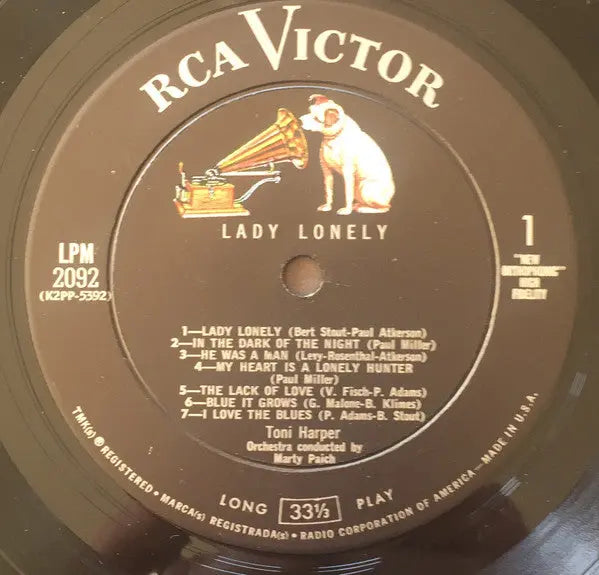 RCA VICTOR
LADY LONELY
LPM
2092
(K2PP-5392)
1
"NEW
ORTHOPHONIC"
HIGH
FIDELITY
1—LADY LONELY (Bert Stout-Paul Atkerson)
2—IN THE DARK OF THE NIGHT (Paul Miller)
3—HE WAS A MAN (Levy-Rosenthal-Atkerson)
4—MY HEART IS A LONELY HUNTER
(Paul Miller)
5—THE LACK OF LOVE (V. Fisch-P. Adams)
6—BLUE IT GROWS (G. Malone-B. Klimes)
7—I LOVE THE BLUES (P. Adams-B. Stout)
Toni Harper
Orchestra conducted by
Marty Paich
LONG 33⅓ PLAY
TMK(s) ® REGISTERED • MARCA(s) REGISTRADA(s) • RADIO CORPORATION OF AMERICA—MADE IN U.S.A.